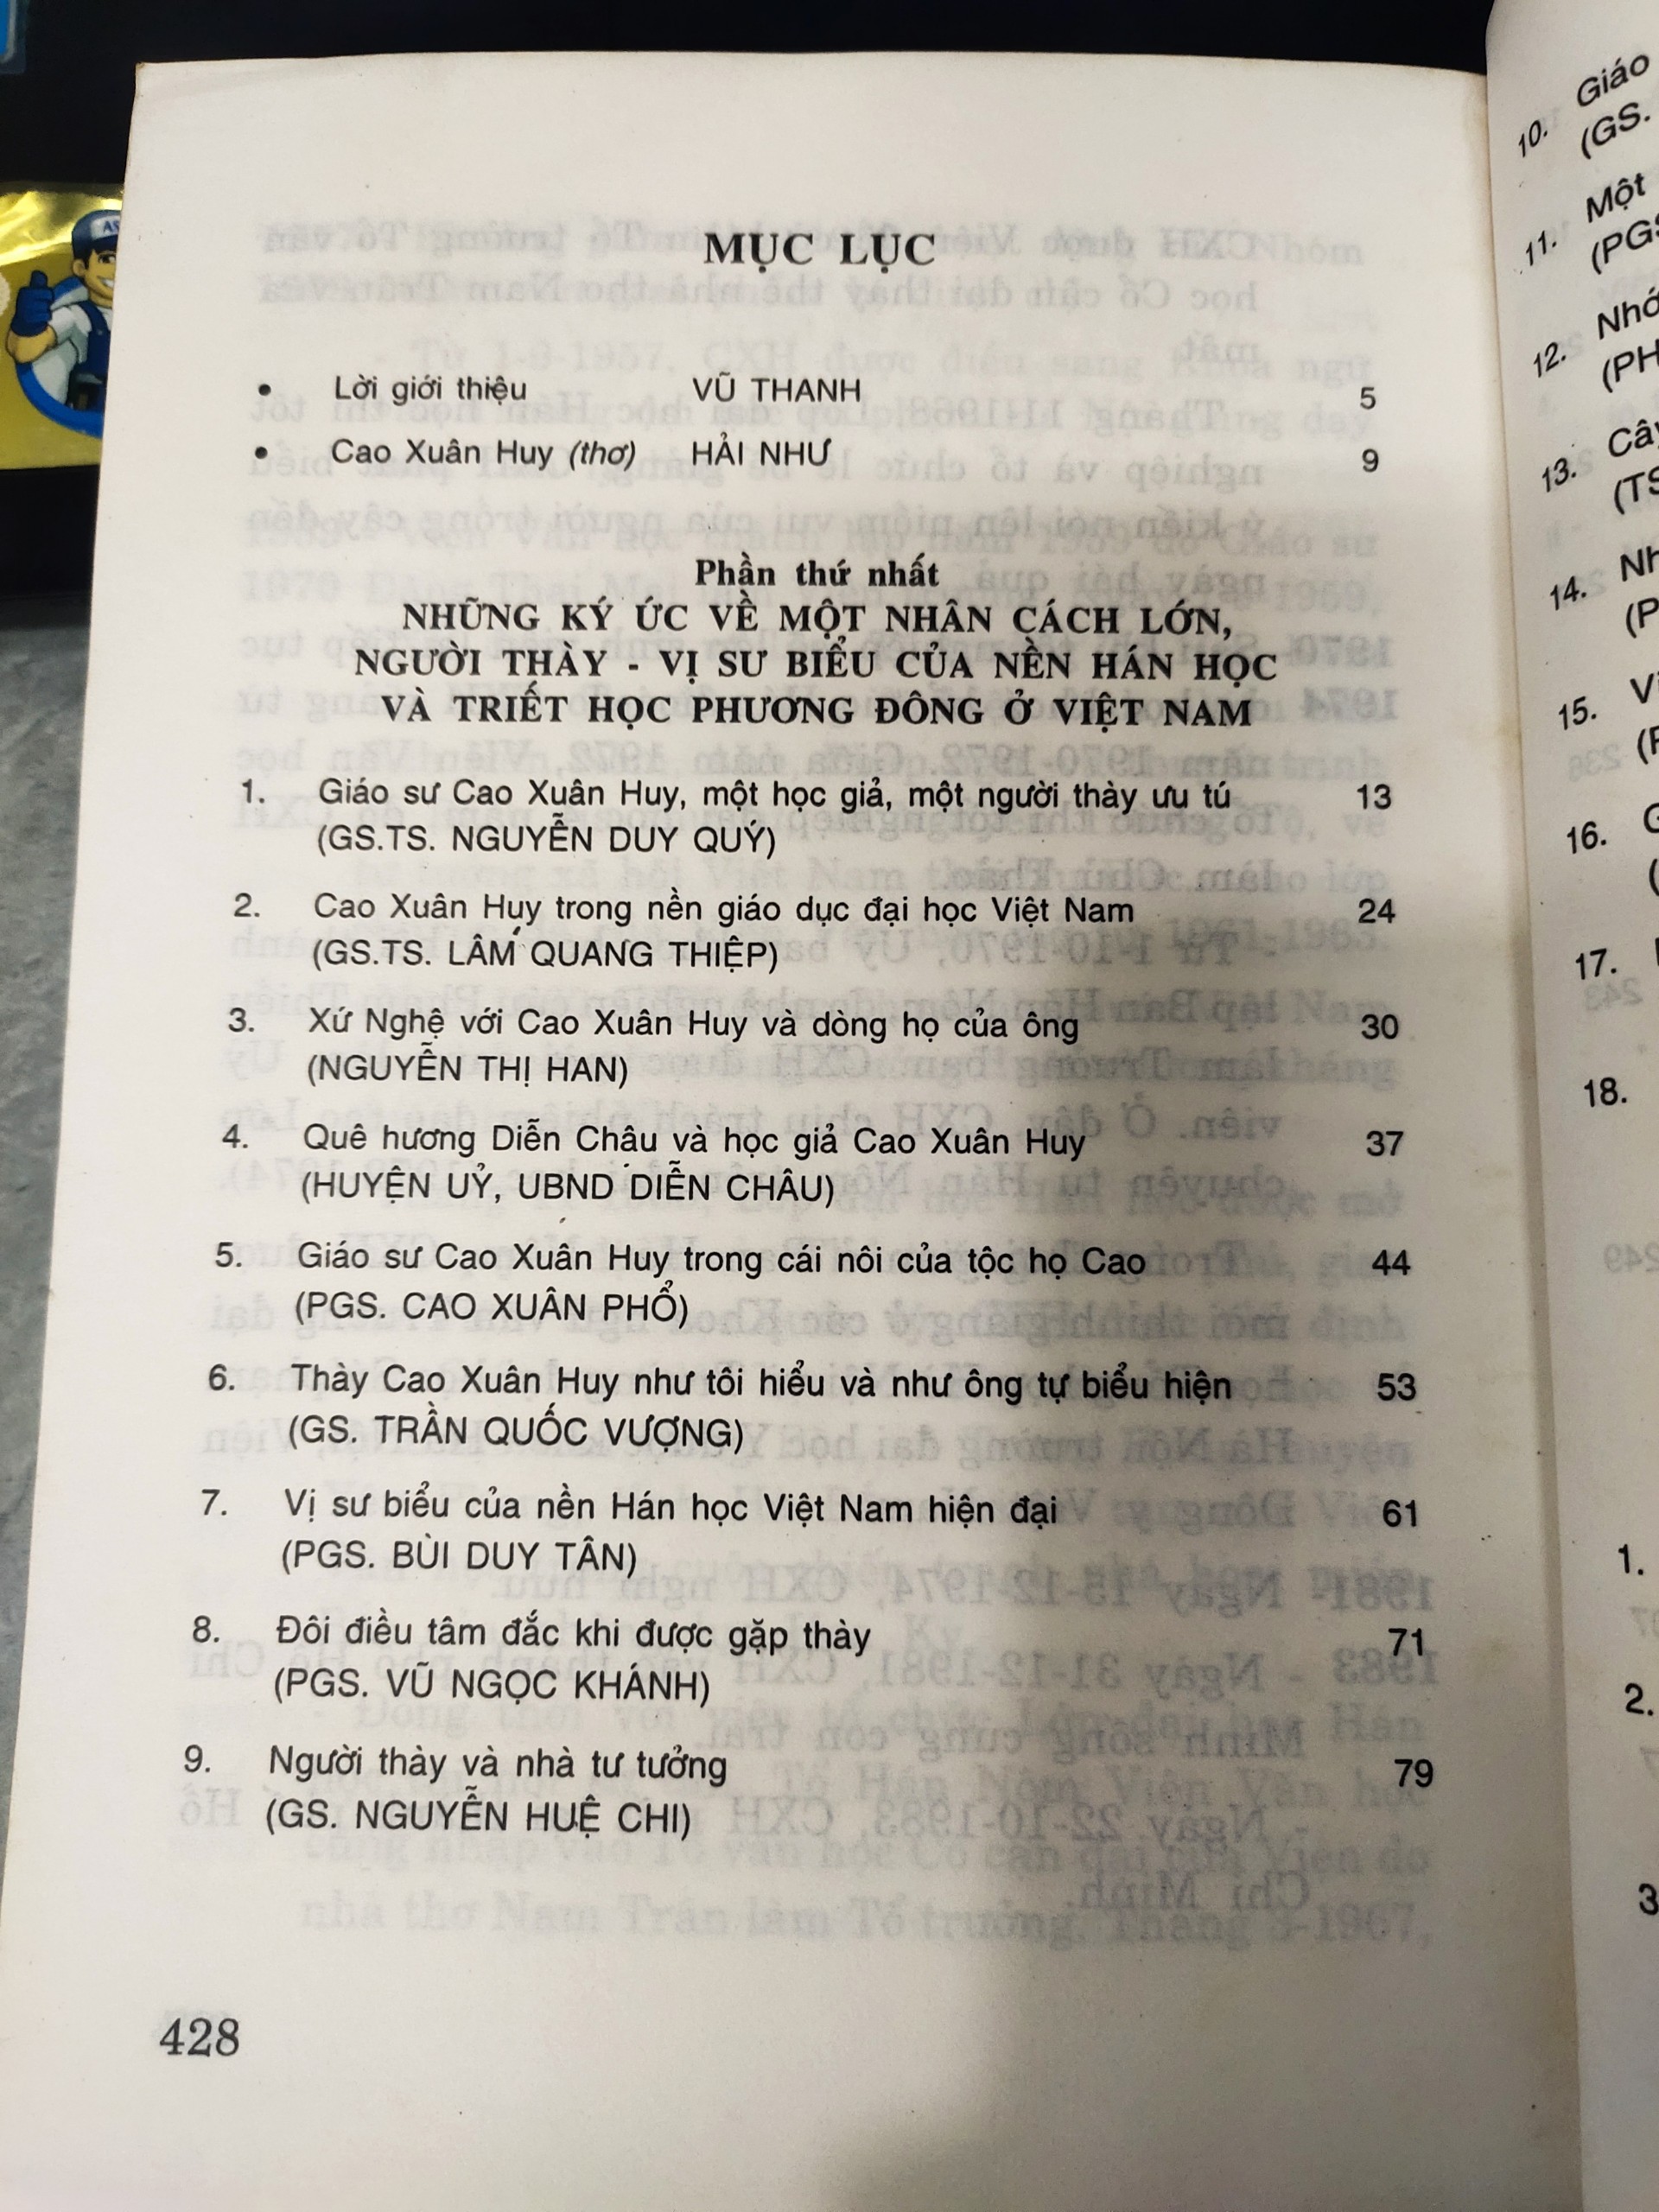 MỤC LỤC
• Lời giới thiệu VŨ THANH 5
• Cao Xuân Huy (thơ) HẢI NHƯ 9
Phần thứ nhất
NHỮNG KÝ ỨC VỀ MỘT NHÂN CÁCH LỚN,
NGƯỜI THÀY - VỊ SƯ BIỂU CỦA NỀN HÁN HỌC
VÀ TRIẾT HỌC PHƯƠNG ĐÔNG Ở VIỆT NAM
1. Giáo sư Cao Xuân Huy, một học giả, một người thày ưu tú 13
(GS.TS. NGUYỄN DUY QUÝ)
2. Cao Xuân Huy trong nền giáo dục đại học Việt Nam 24
(GS.TS. LÂM QUANG THIỆP)
3. Xứ Nghệ với Cao Xuân Huy và dòng họ của ông 30
(NGUYỄN THỊ HAN)
4. Quê hương Diễn Châu và học giả Cao Xuân Huy 37
(HUYỆN UỶ, UBND DIỄN CHÂU)
5. Giáo sư Cao Xuân Huy trong cái nôi của tộc họ Cao 44
(PGS. CAO XUÂN PHỔ)
6. Thày Cao Xuân Huy như tôi hiểu và như ông tự biểu hiện 53
(GS. TRẦN QUỐC VƯỢNG)
7. Vị sư biểu của nền Hán học Việt Nam hiện đại 61
(PGS. BÙI DUY TÂN)
8. Đôi điều tâm đắc khi được gặp thày 71
(PGS. VŨ NGỌC KHÁNH)
9. Người thày và nhà tư tưởng 79
(GS. NGUYỄN HUỆ CHI)
428
10. Giáo
(GS.
11. Một
(PGS
12. Nhớ
(PH
13. Cây
(TS
14. Nh
(P
15. Vi
16. G
17.
18.
1.
2.
3